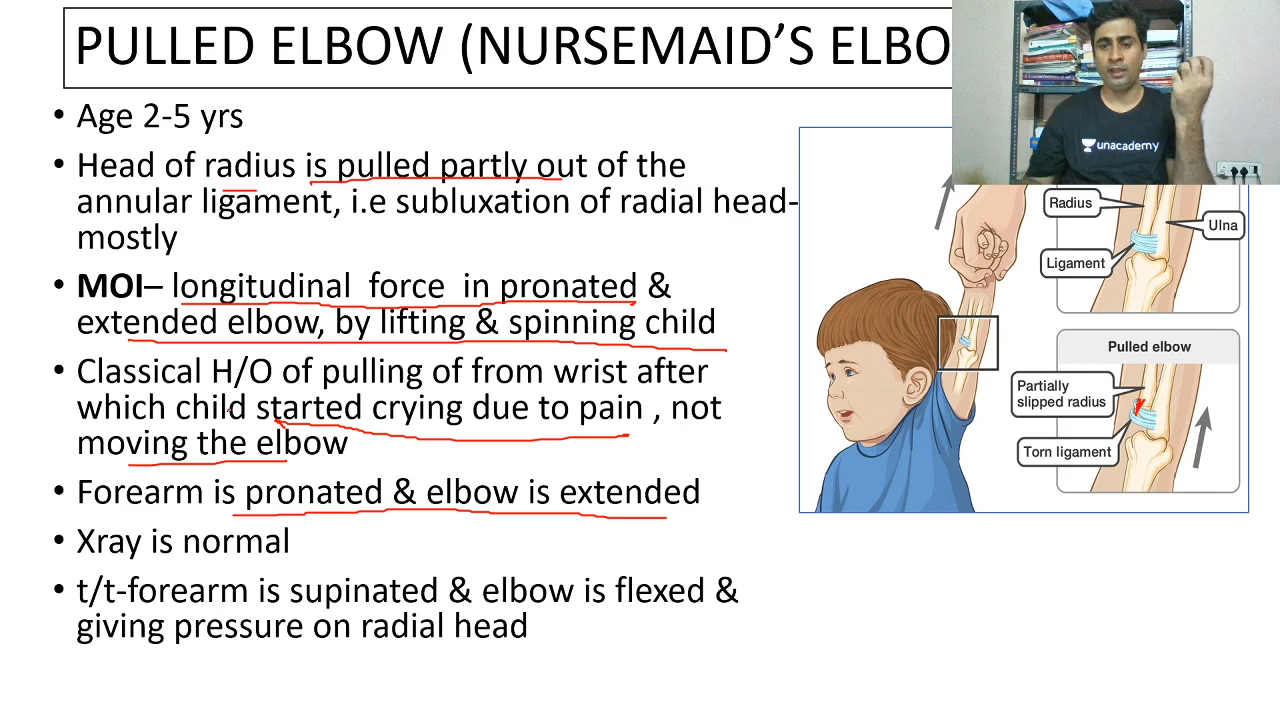 PULLED ELBOW (NURSEMAID’S ELBO
• Age 2-5 yrs
• Head of radius is pulled partly out of the
annular ligament, i.e subluxation of radial head-
mostly
• MOI– longitudinal force in pronated &
extended elbow, by lifting & spinning child
• Classical H/O of pulling of from wrist after
which child started crying due to pain , not
moving the elbow
• Forearm is pronated & elbow is extended
• Xray is normal
• t/t-forearm is supinated & elbow is flexed &
giving pressure on radial head
unacademy
Radius
Ulna
Ligament
Pulled elbow
Partially
slipped radius
Torn ligament